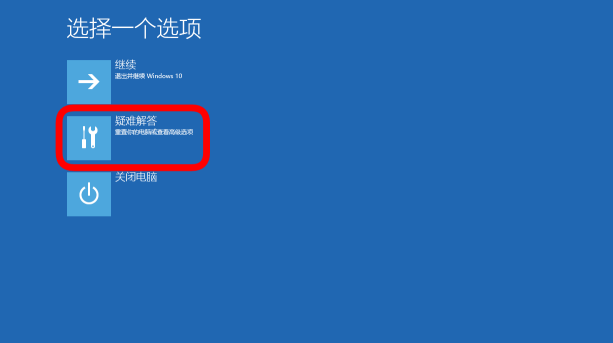 选择一个选项
继续
退出并继续 Windows 10
疑难解答
重置你的电脑或查看高级选项
关闭电脑